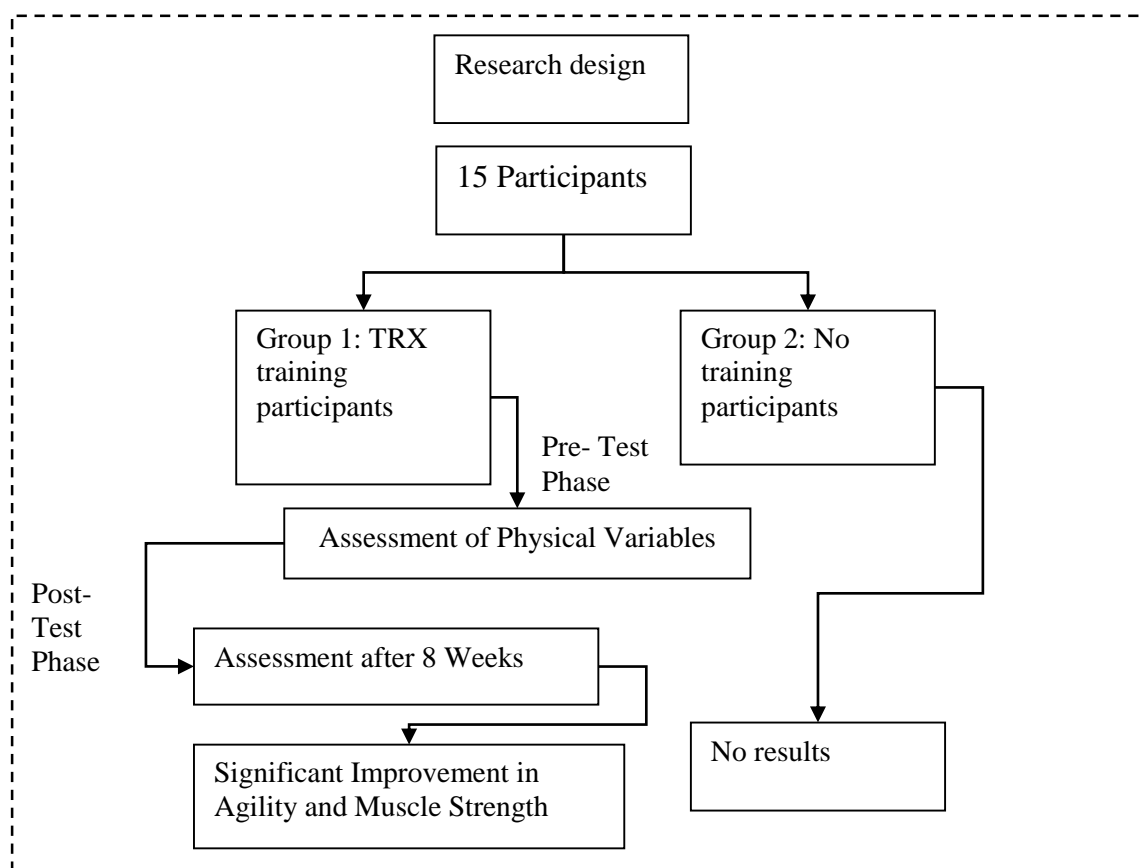 Research design
15 Participants
Group 1: TRX
training
participants
Group 2: No
training
participants
Pre- Test
Phase
Assessment of Physical Variables
Post-
Test
Phase
Assessment after 8 Weeks
No results
Significant Improvement in
Agility and Muscle Strength